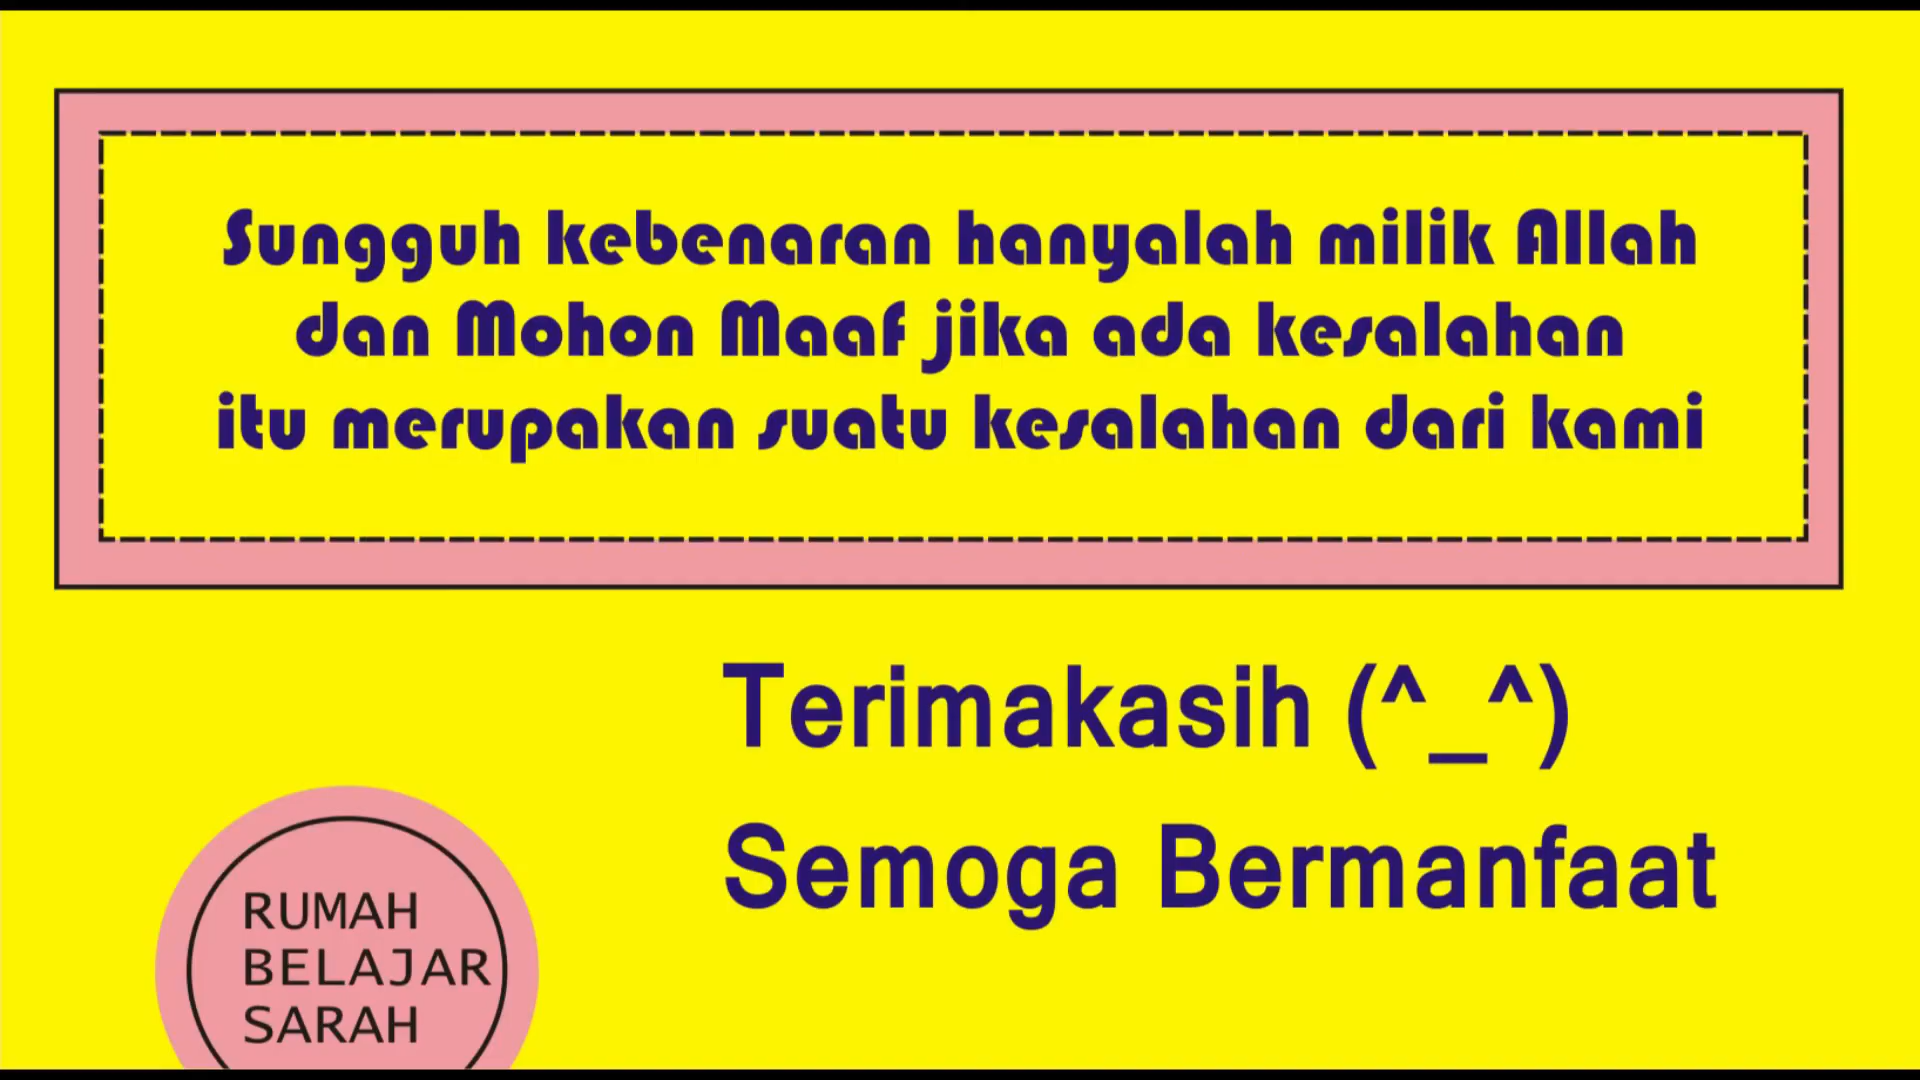 Sungguh kebenaran hanyalah milik Allah
dan Mohon Maaf jika ada kesalahan
itu merupakan suatu kesalahan dari kami
Terimakasih (^_^)
Semoga Bermanfaat
RUMAH
BELAJAR
SARAH